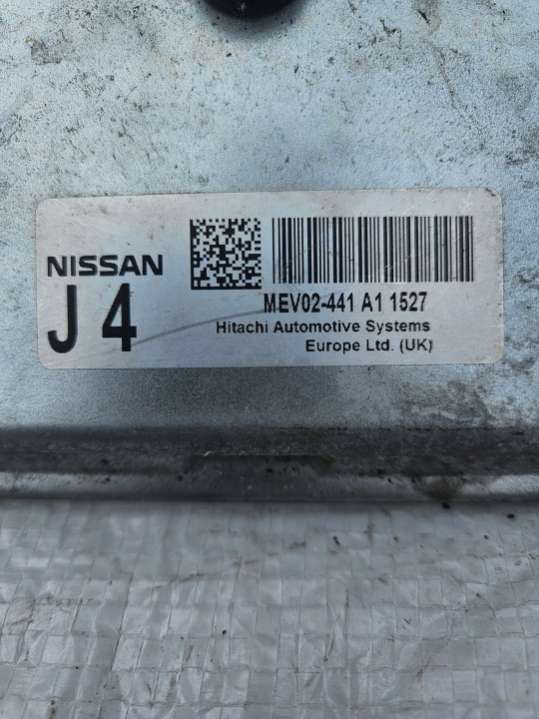 NISSAN
J 4
MEV02-441 A1 1527
Hitachi Automotive Systems
Europe Ltd. (UK)